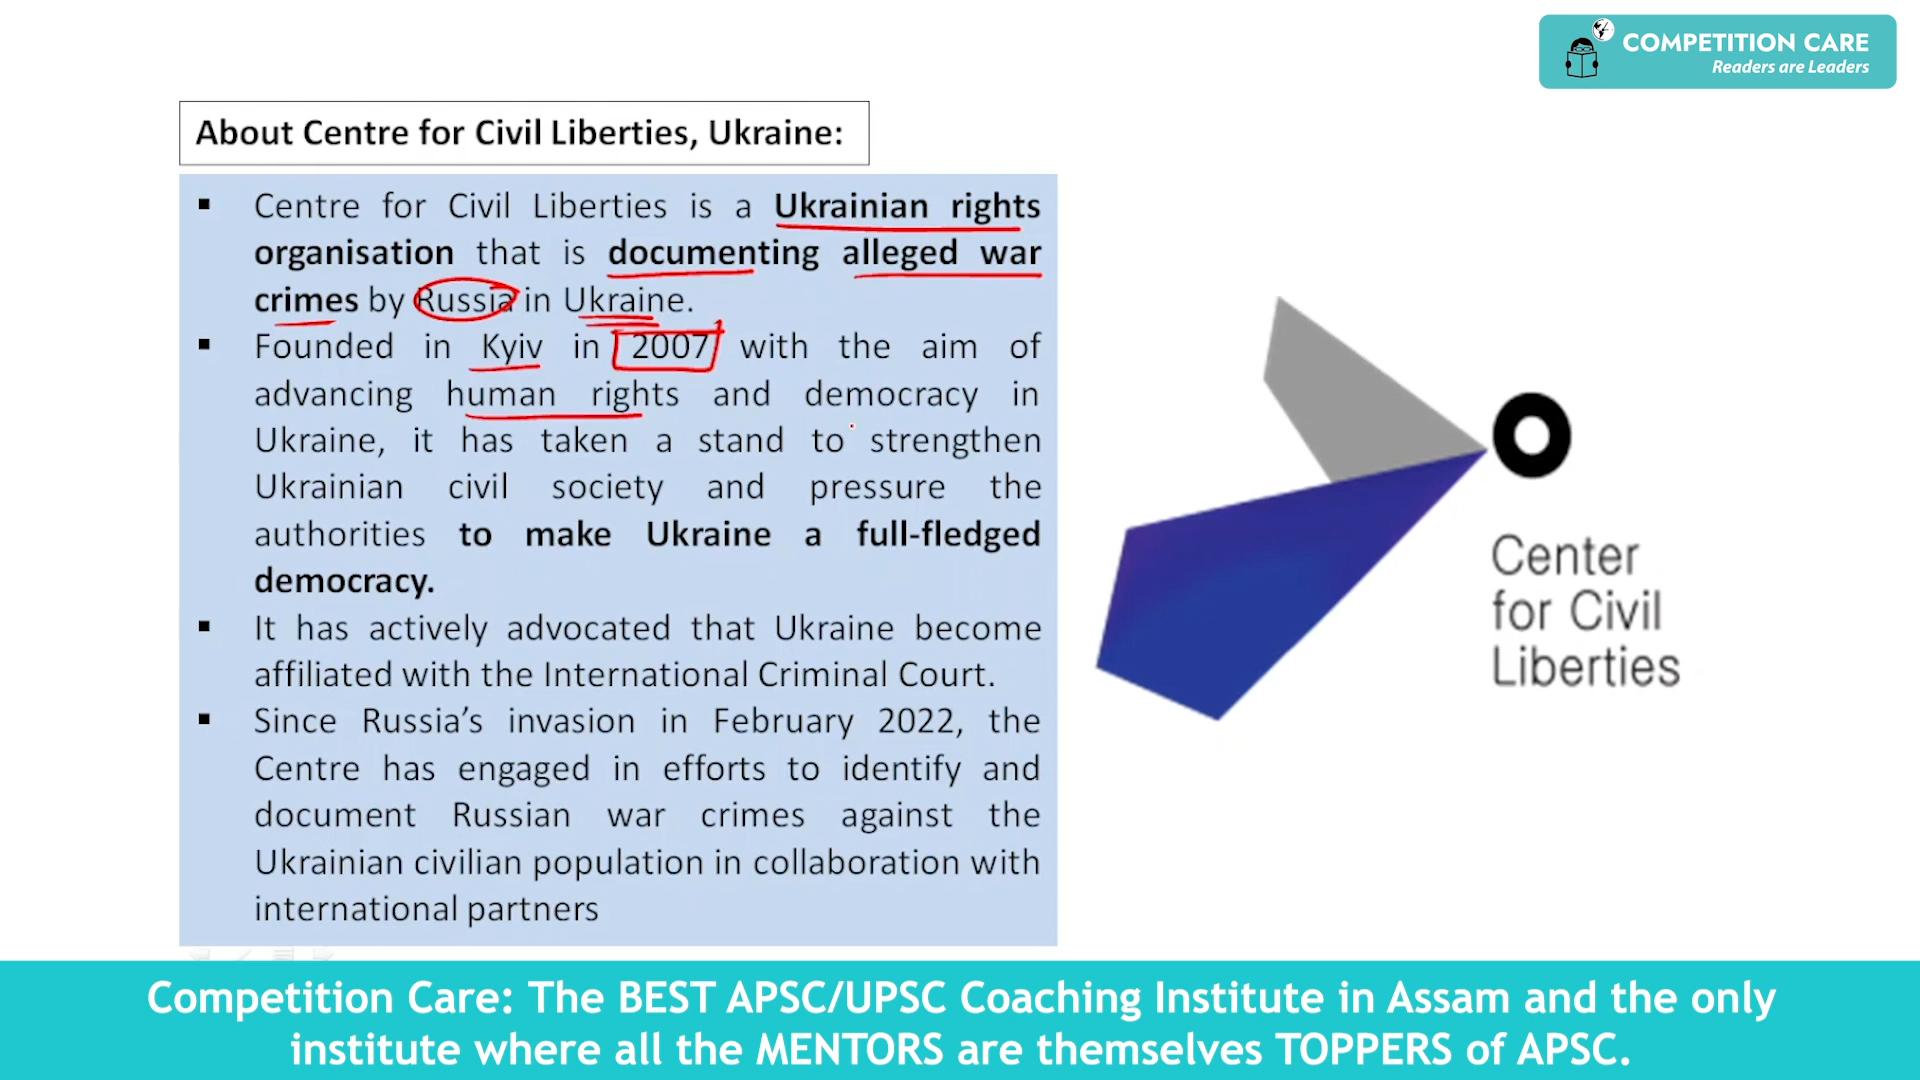 COMPETITION CARE
Readers are Leaders
About Centre for Civil Liberties, Ukraine:
▪ Centre for Civil Liberties is a Ukrainian rights
organisation that is documenting alleged war
crimes by Russia in Ukraine.
▪ Founded in Kyiv in 2007 with the aim of
advancing human rights and democracy in
Ukraine, it has taken a stand to strengthen
Ukrainian civil society and pressure the
authorities to make Ukraine a full-fledged
democracy.
▪ It has actively advocated that Ukraine become
affiliated with the International Criminal Court.
▪ Since Russia’s invasion in February 2022, the
Centre has engaged in efforts to identify and
document Russian war crimes against the
Ukrainian civilian population in collaboration with
international partners
Center
for Civil
Liberties
Competition Care: The BEST APSC/UPSC Coaching Institute in Assam and the only
institute where all the MENTORS are themselves TOPPERS of APSC.